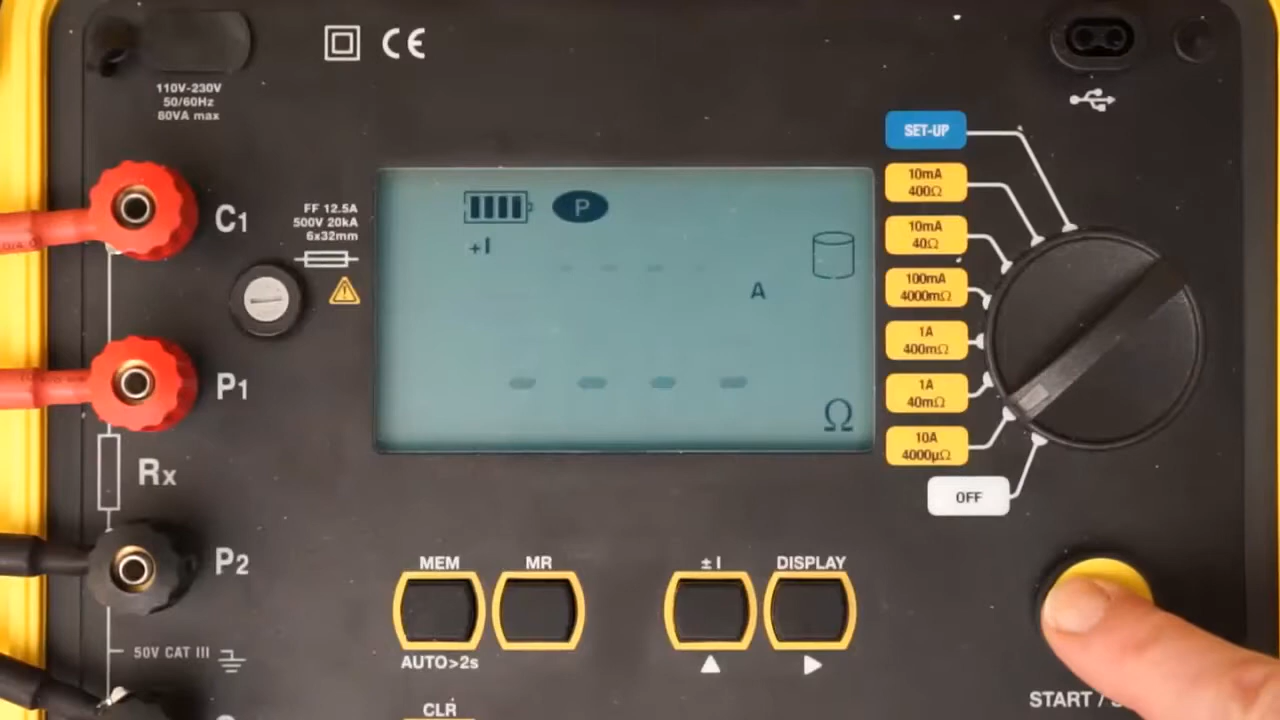 CE
110V-230V
50/60Hz
80VA max
C1
FF 12.5A
500V 20kA
6x32mm
P
+I
A
Ω
SET-UP
10mA
400Ω
10mA
40Ω
100mA
4000mΩ
1A
400mΩ
1A
40mΩ
10A
4000µΩ
OFF
P1
Rx
P2
50V CAT III
MEM
MR
± I
DISPLAY
AUTO>2s
CLR
START /